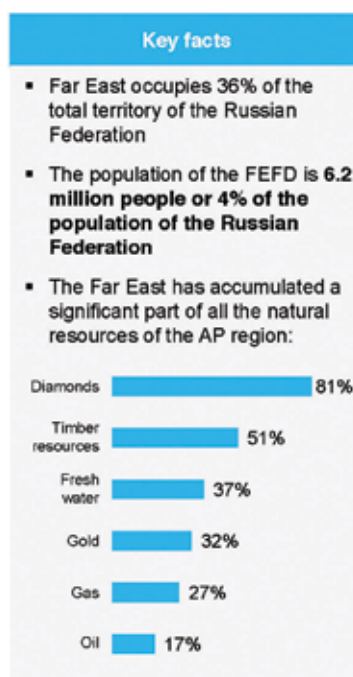 Key facts
▪ Far East occupies 36% of the
total territory of the Russian
Federation
▪ The population of the FEFD is 6.2
million people or 4% of the
population of the Russian
Federation
▪ The Far East has accumulated a
significant part of all the natural
resources of the AP region:
Diamonds 81%
Timber
resources 51%
Fresh
water 37%
Gold 32%
Gas 27%
Oil 17%